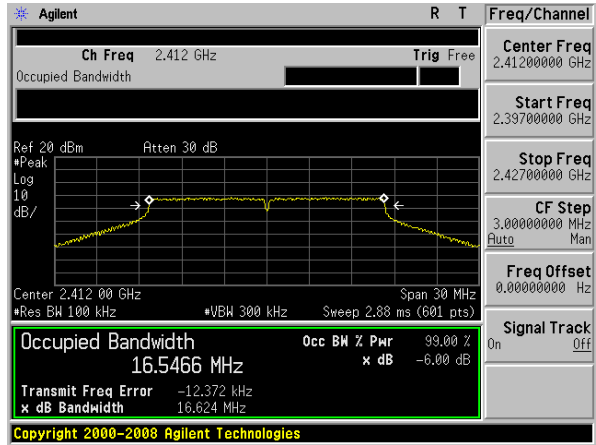 Agilent R T Freq/Channel
Ch Freq 2.412 GHz Trig Free
Occupied Bandwidth
Center Freq
2.41200000 GHz
Start Freq
2.39700000 GHz
Stop Freq
2.42700000 GHz
CF Step
3.00000000 MHz
Auto Man
Freq Offset
0.00000000 Hz
Signal Track
On Off
Ref 20 dBm Atten 30 dB
#Peak
Log
10
dB/
Center 2.412 00 GHz Span 30 MHz
#Res BW 100 kHz #VBW 300 kHz Sweep 2.88 ms (601 pts)
Occupied Bandwidth
16.5466 MHz
Occ BW % Pwr 99.00 %
x dB -6.00 dB
Transmit Freq Error -12.372 kHz
x dB Bandwidth 16.624 MHz
Copyright 2000-2008 Agilent Technologies